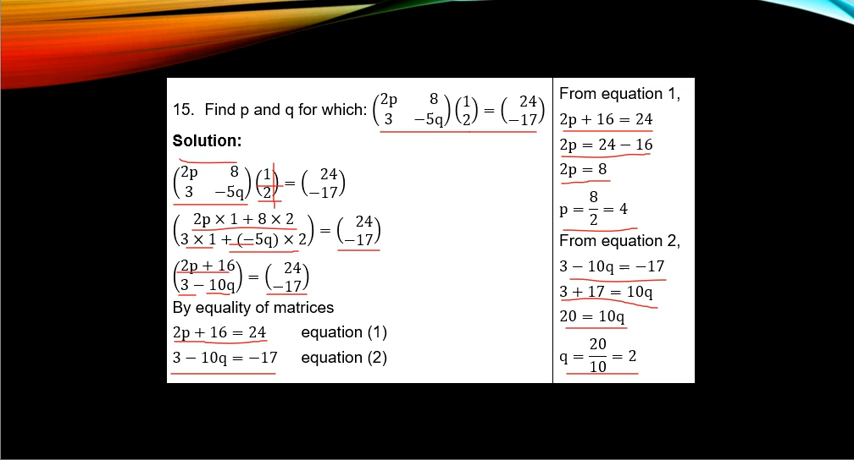 15. Find p and q for which: (2p 8 / 3 −5q)(1 / 2) = (24 / −17)
Solution:
(2p 8 / 3 −5q)(1 / 2) = (24 / −17)
(2p × 1 + 8 × 2 / 3 × 1 + (−5q) × 2) = (24 / −17)
(2p + 16 / 3 − 10q) = (24 / −17)
By equality of matrices
2p + 16 = 24 equation (1)
3 − 10q = −17 equation (2)
From equation 1,
2p + 16 = 24
2p = 24 − 16
2p = 8
p = 8/2 = 4
From equation 2,
3 − 10q = −17
3 + 17 = 10q
20 = 10q
q = 20/10 = 2